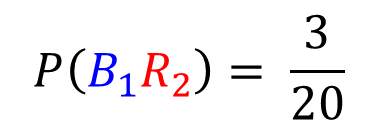 P(B₁R₂) = 3/20